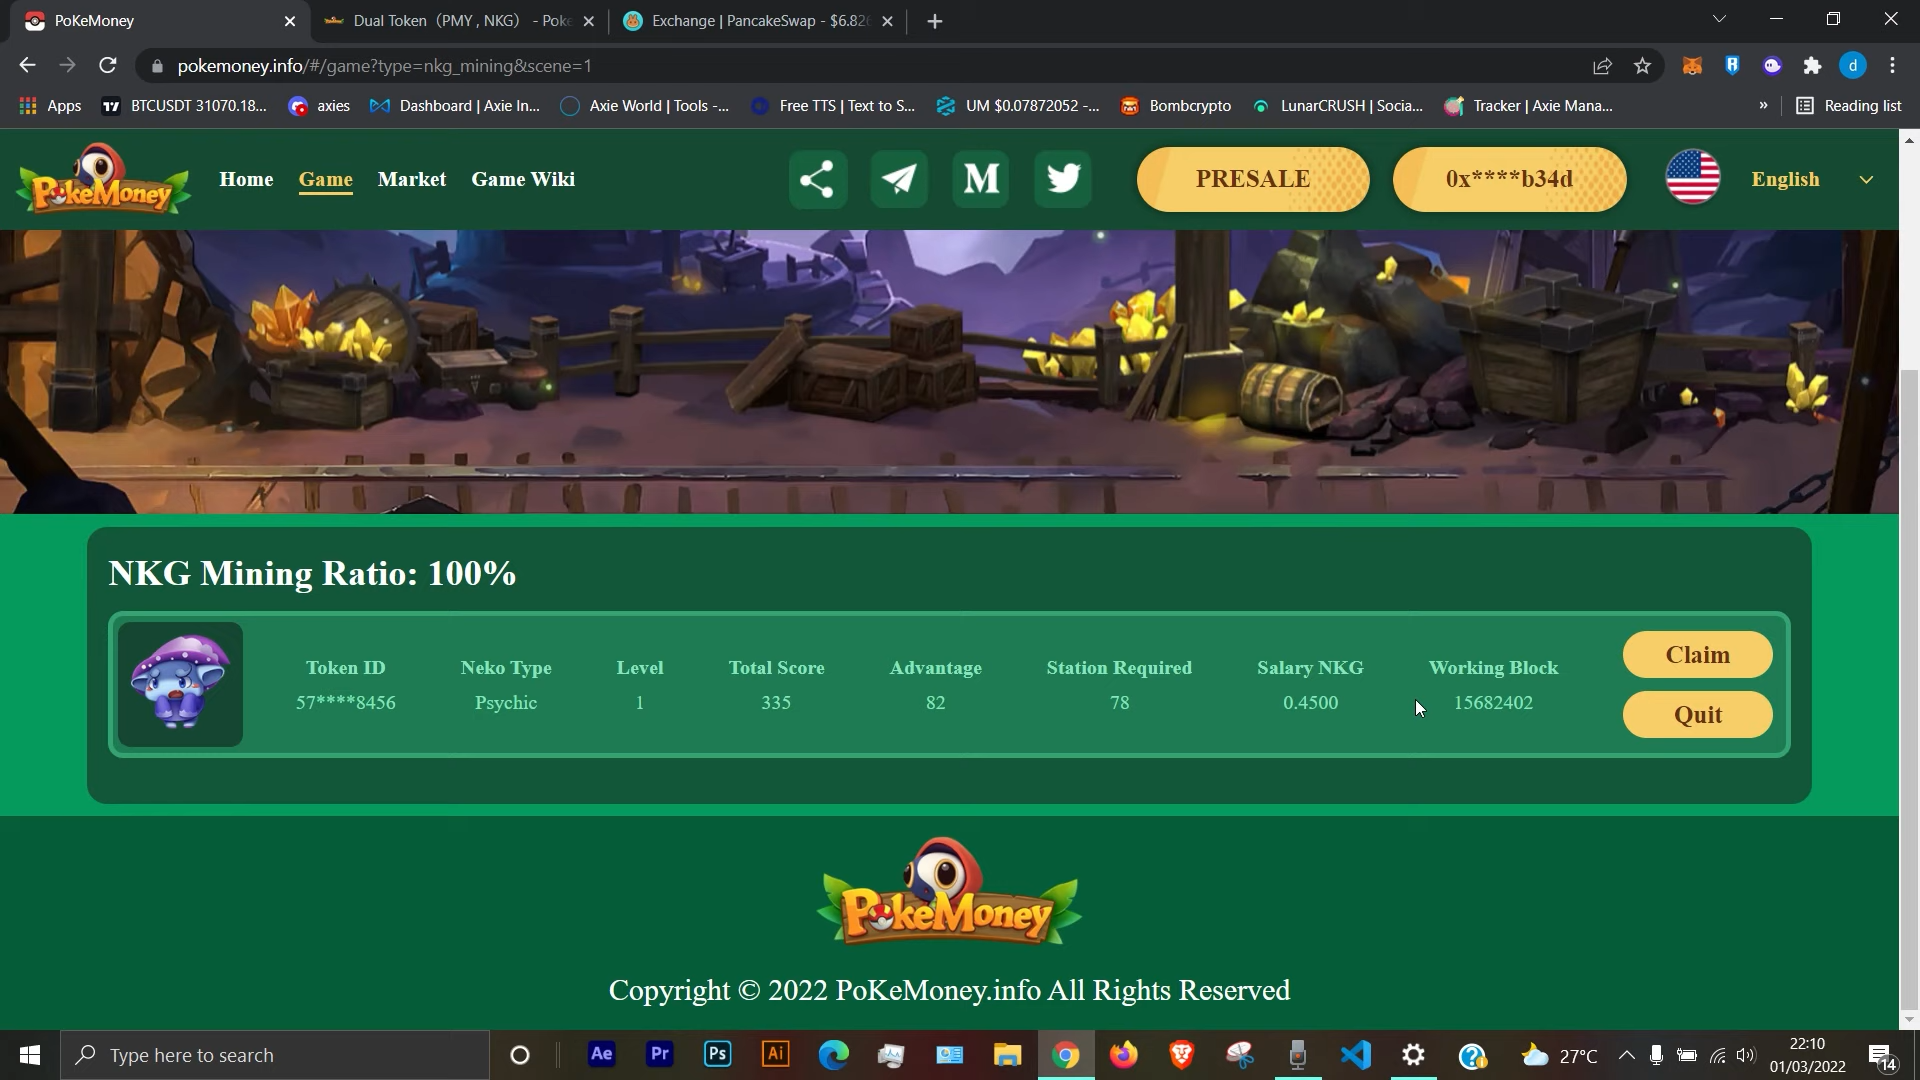 PoKeMoney
Dual Token（PMY , NKG） - Poke
Exchange | PancakeSwap - $6.826
pokemoney.info/#/game?type=nkg_mining&scene=1
d
Apps
BTCUSDT 31070.18...
axies
Dashboard | Axie In...
Axie World | Tools -...
Free TTS | Text to S...
UM $0.07872052 -...
Bombcrypto
LunarCRUSH | Socia...
Tracker | Axie Mana...
»
Reading list
PokeMoney
Home
Game
Market
Game Wiki
M
PRESALE
0x****b34d
English
NKG Mining Ratio: 100%
Token ID
Neko Type
Level
Total Score
Advantage
Station Required
Salary NKG
Working Block
57****8456
Psychic
1
335
82
78
0.4500
15682402
Claim
Quit
PokeMoney
Copyright © 2022 PoKeMoney.info All Rights Reserved
Type here to search
Ae
Pr
Ps
Ai
27°C
22:10
01/03/2022
14